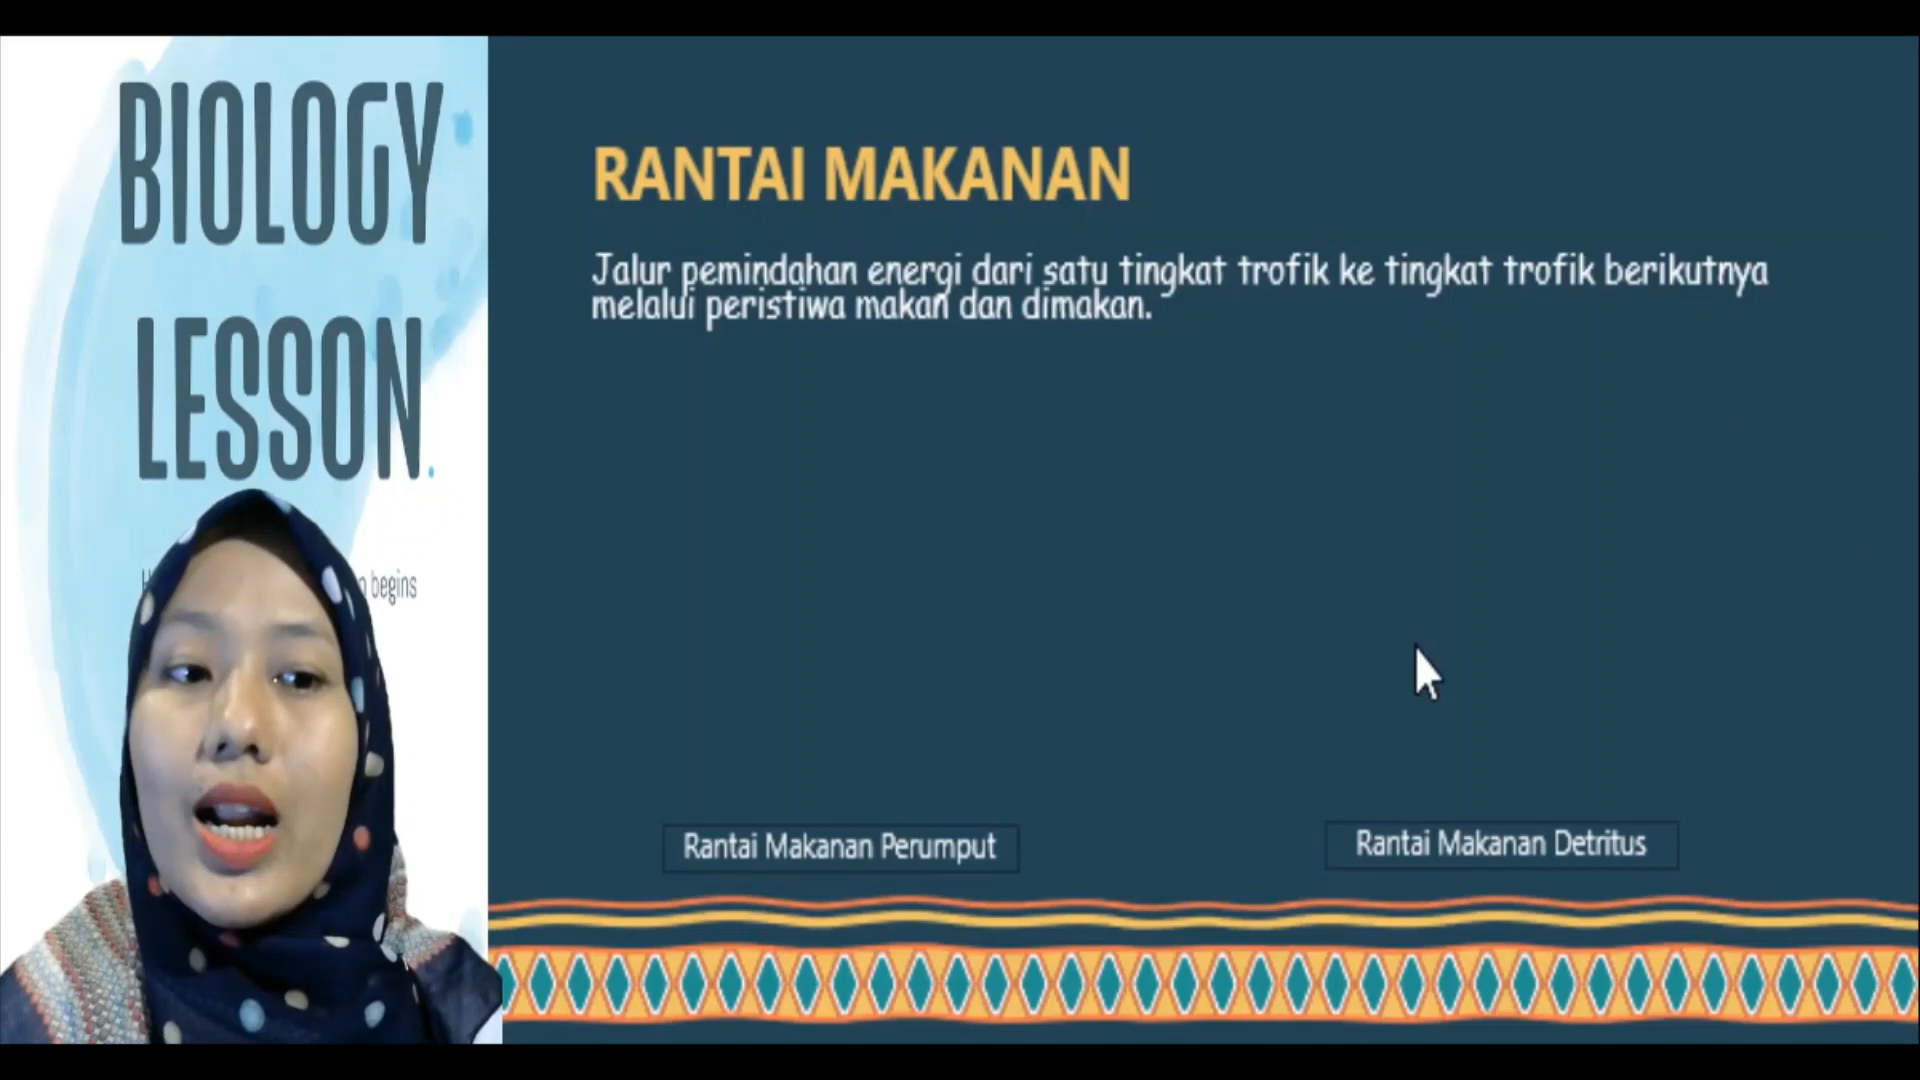 BIOLOGY
LESSON.
begins
RANTAI MAKANAN
Jalur pemindahan energi dari satu tingkat trofik ke tingkat trofik berikutnya
melalui peristiwa makan dan dimakan.
Rantai Makanan Perumput
Rantai Makanan Detritus